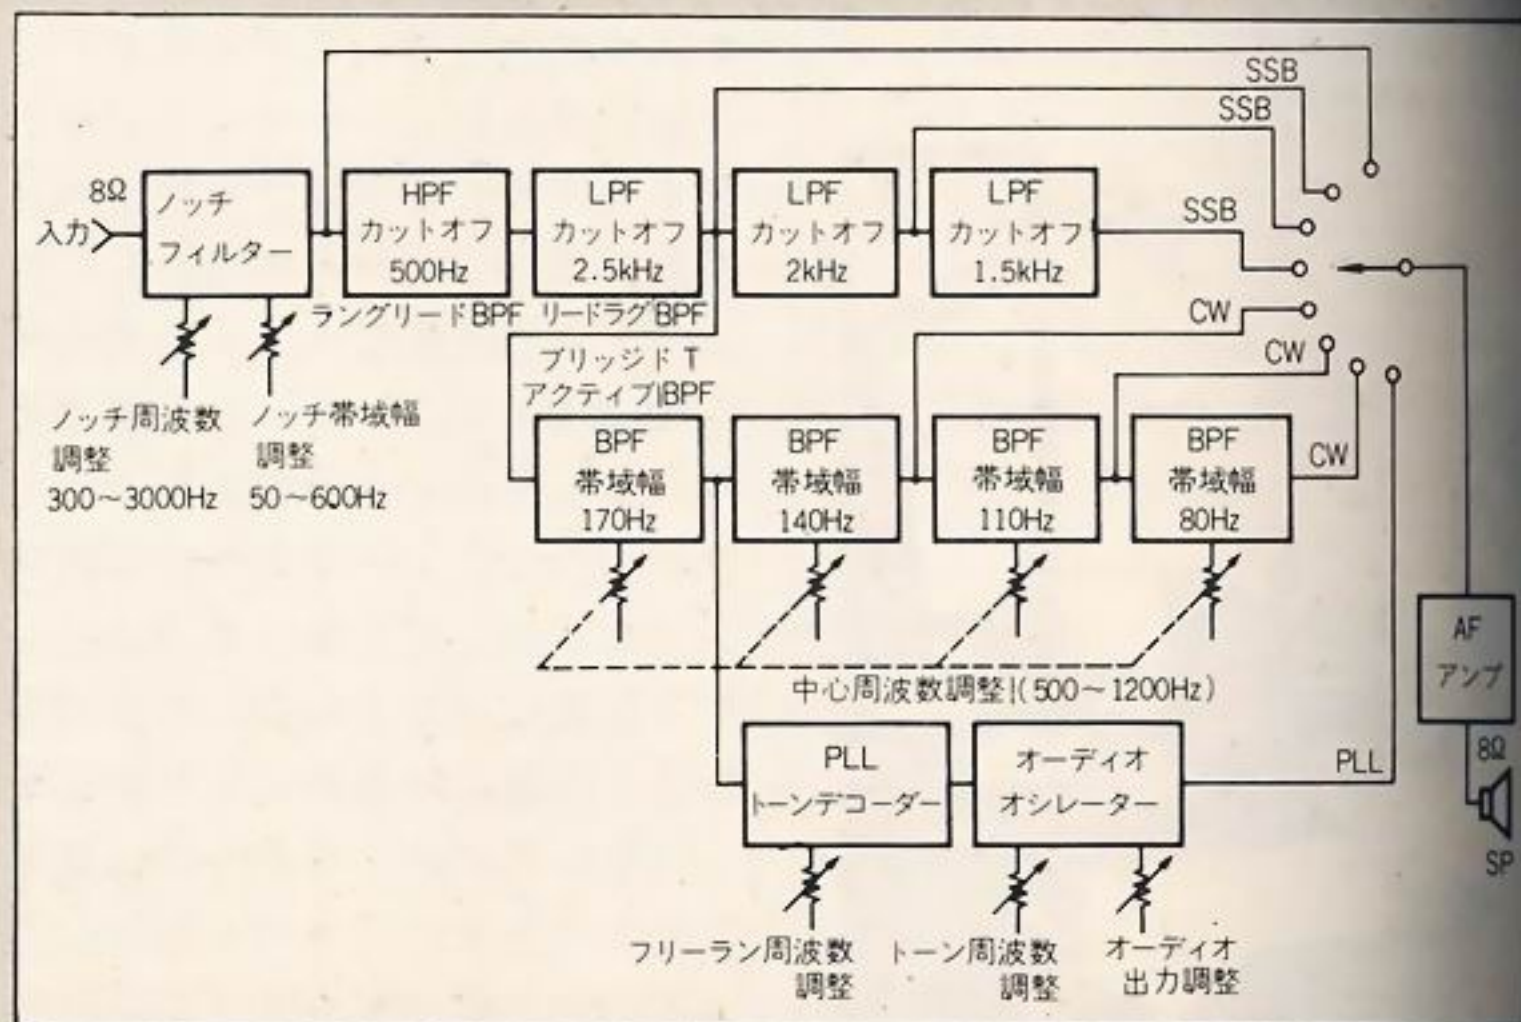 SSB
SSB
SSB
8Ω
入力
ノッチ
フィルター
HPF
カットオフ
500Hz
LPF
カットオフ
2.5kHz
LPF
カットオフ
2kHz
LPF
カットオフ
1.5kHz
ラングリードBPF
リードラグBPF
ブリッジド T
アクティブBPF
ノッチ周波数
調整
300〜3000Hz
ノッチ帯域幅
調整
50〜600Hz
CW
CW
CW
BPF
帯域幅
170Hz
BPF
帯域幅
140Hz
BPF
帯域幅
110Hz
BPF
帯域幅
80Hz
中心周波数調整(500〜1200Hz)
PLL
トーンデコーダー
オーディオ
オシレーター
PLL
フリーラン周波数
調整
トーン周波数
調整
オーディオ
出力調整
AF
アンプ
8Ω
SP